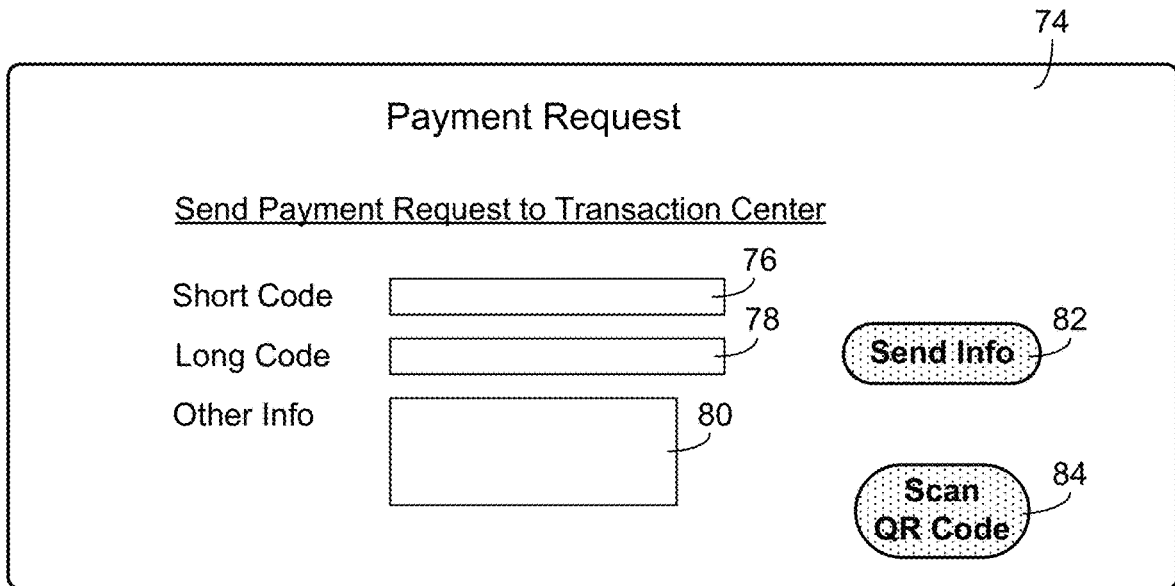 74
Payment Request
Send Payment Request to Transaction Center
Short Code
76
Long Code
78
Other Info
80
Send Info
82
Scan
QR Code
84